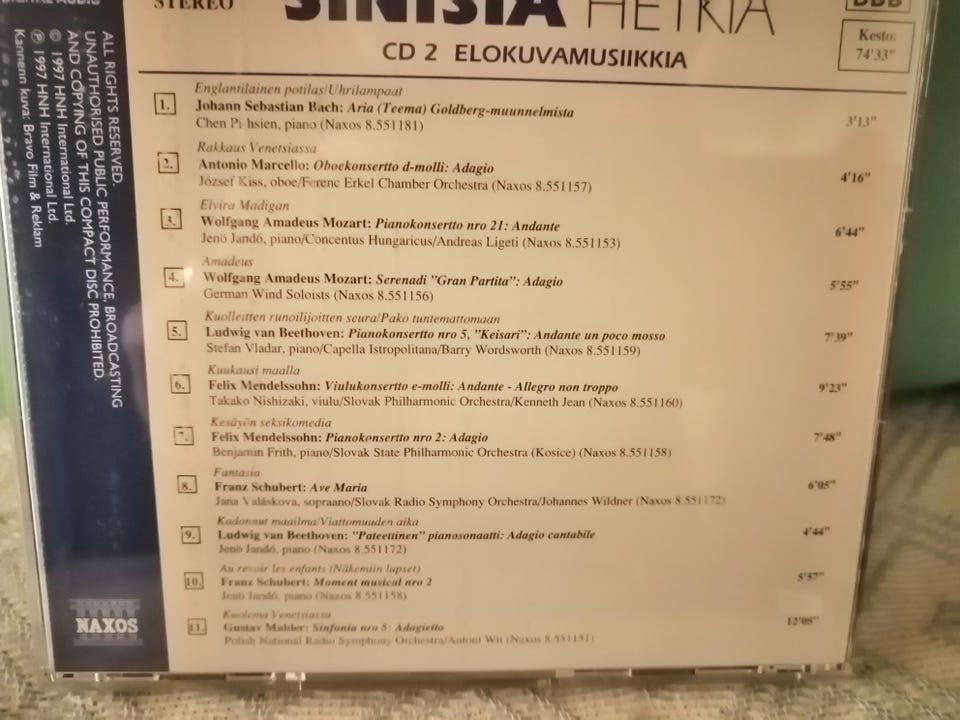 DIGITAL AUDIO
STEREO
SINISIÄ HETKIÄ
DDD
CD 2 ELOKUVAMUSIIKKIA
Kesto:
74'33"
Englantilainen potilas/Uhrilampaat
1. Johann Sebastian Bach: Aria (Teema) Goldberg-muunnelmista 3'13"
Chen Pi-hsien, piano (Naxos 8.551181)
Rakkaus Venetsiassa
2. Antonio Marcello: Oboekonsertto d-molli: Adagio 4'16"
József Kiss, oboe/Ferenc Erkel Chamber Orchestra (Naxos 8.551157)
Elvira Madigan
3. Wolfgang Amadeus Mozart: Pianokonsertto nro 21: Andante 6'44"
Jenö Jandó, piano/Concentus Hungaricus/Andreas Ligeti (Naxos 8.551153)
Amadeus
4. Wolfgang Amadeus Mozart: Serenadi "Gran Partita": Adagio 5'55"
German Wind Soloists (Naxos 8.551156)
Kuolleitten runoilijoitten seura/Pako tuntemattomaan
5. Ludwig van Beethoven: Pianokonsertto nro 5, "Keisari": Andante un poco mosso 7'39"
Stefan Vladar, piano/Capella Istropolitana/Barry Wordsworth (Naxos 8.551159)
Kuukausi maalla
6. Felix Mendelssohn: Viulukonsertto e-molli: Andante - Allegro non troppo 9'23"
Takako Nishizaki, viulu/Slovak Philharmonic Orchestra/Kenneth Jean (Naxos 8.551160)
Kesäyön seksikomedia
7. Felix Mendelssohn: Pianokonsertto nro 2: Adagio 7'48"
Benjamin Frith, piano/Slovak State Philharmonic Orchestra (Kosice) (Naxos 8.551158)
Fantasia
8. Franz Schubert: Ave Maria 6'05"
Jana Valáskova, sopraano/Slovak Radio Symphony Orchestra/Johannes Wildner (Naxos 8.551172)
Kadonnut maailma/Viattomuuden aika
9. Ludwig van Beethoven: "Pateettinen" pianosonaatti: Adagio cantabile 4'44"
Jenö Jandó, piano (Naxos 8.551172)
Au revoir les enfants (Näkemiin lapset)
10. Franz Schubert: Moment musical nro 2 5'57"
Jenö Jandó, piano (Naxos 8.551158)
Kuolema Venetsiassa
11. Gustav Mahler: Sinfonia nro 5: Adagietto 12'05"
Polish National Radio Symphony Orchestra/Antoni Wit (Naxos 8.551151)
ALL RIGHTS RESERVED.
UNAUTHORISED PUBLIC PERFORMANCE, BROADCASTING
AND COPYING OF THIS COMPACT DISC PROHIBITED.
© 1997 HNH International Ltd.
℗ 1997 HNH International Ltd.
Kannenn kuva: Bravo Film & Reklam
NAXOS